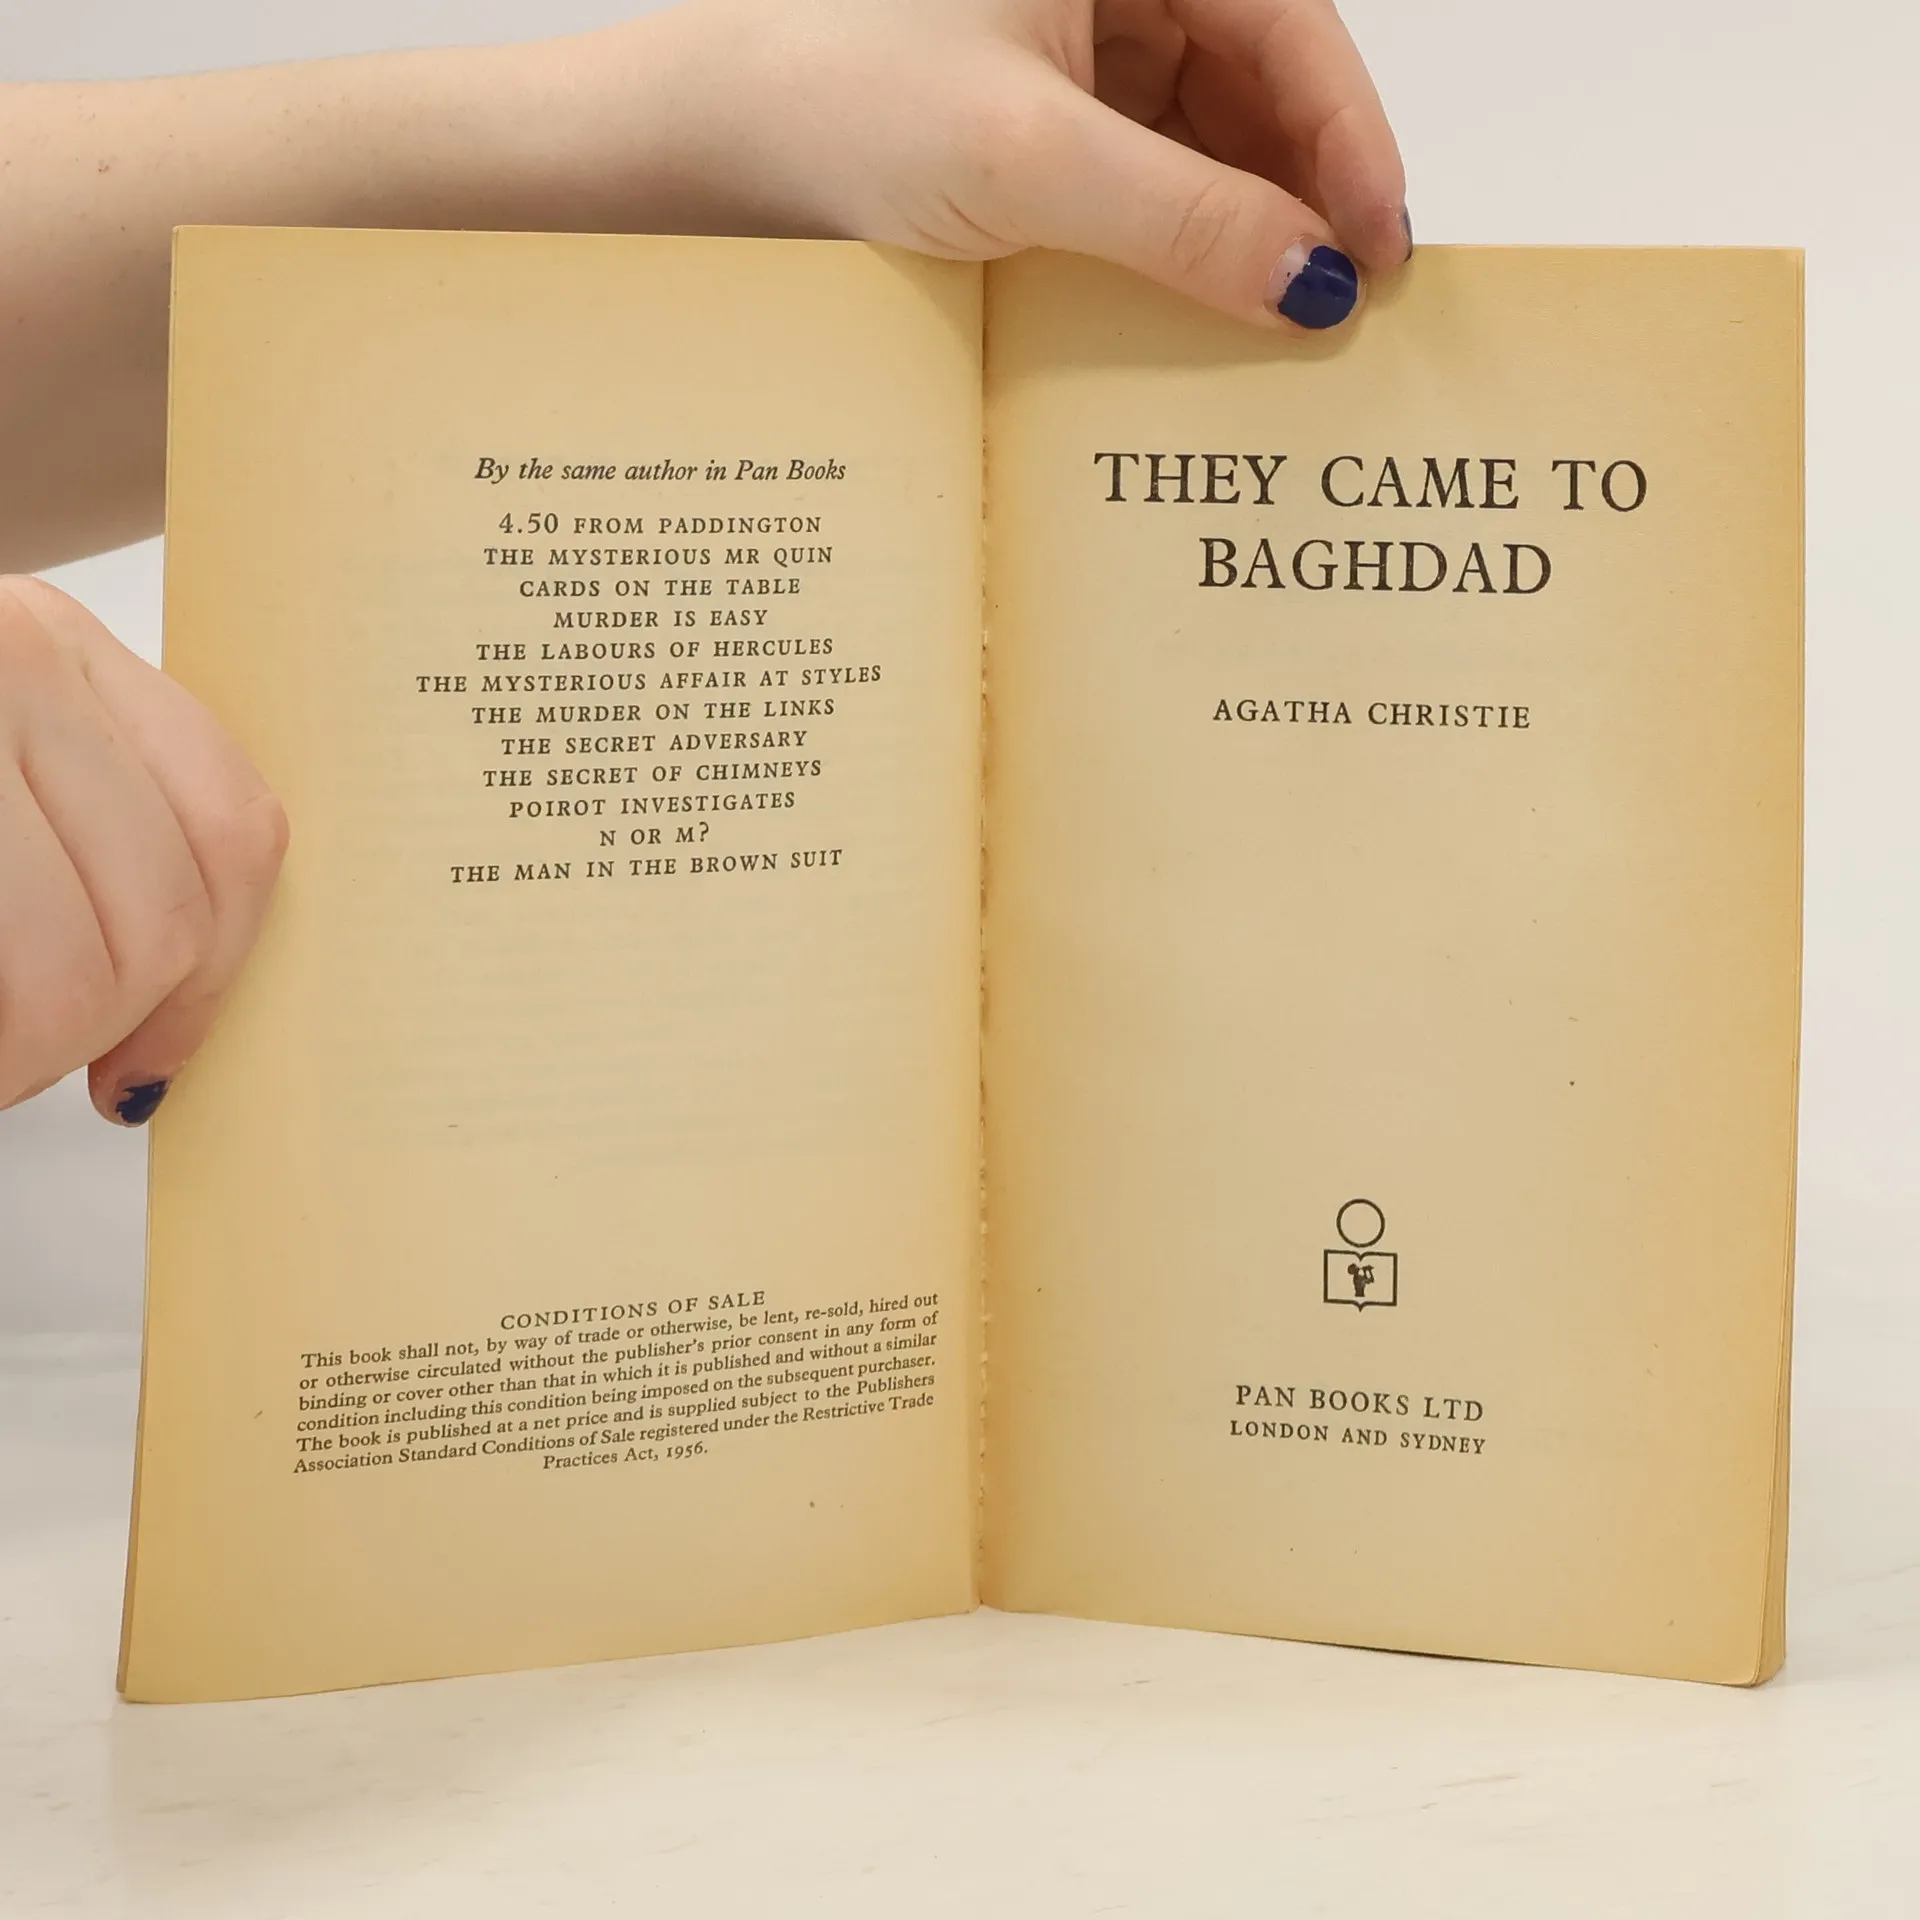 By the same author in Pan Books
4.50 FROM PADDINGTON
THE MYSTERIOUS MR QUIN
CARDS ON THE TABLE
MURDER IS EASY
THE LABOURS OF HERCULES
THE MYSTERIOUS AFFAIR AT STYLES
THE MURDER ON THE LINKS
THE SECRET ADVERSARY
THE SECRET OF CHIMNEYS
POIROT INVESTIGATES
N OR M?
THE MAN IN THE BROWN SUIT
CONDITIONS OF SALE
This book shall not, by way of trade or otherwise, be lent, re-sold, hired out
or otherwise circulated without the publisher's prior consent in any form of
binding or cover other than that in which it is published and without a similar
condition including this condition being imposed on the subsequent purchaser.
The book is published at a net price and is supplied subject to the Publishers
Association Standard Conditions of Sale registered under the Restrictive Trade
Practices Act, 1956.
THEY CAME TO
BAGHDAD
AGATHA CHRISTIE
PAN BOOKS LTD
LONDON AND SYDNEY